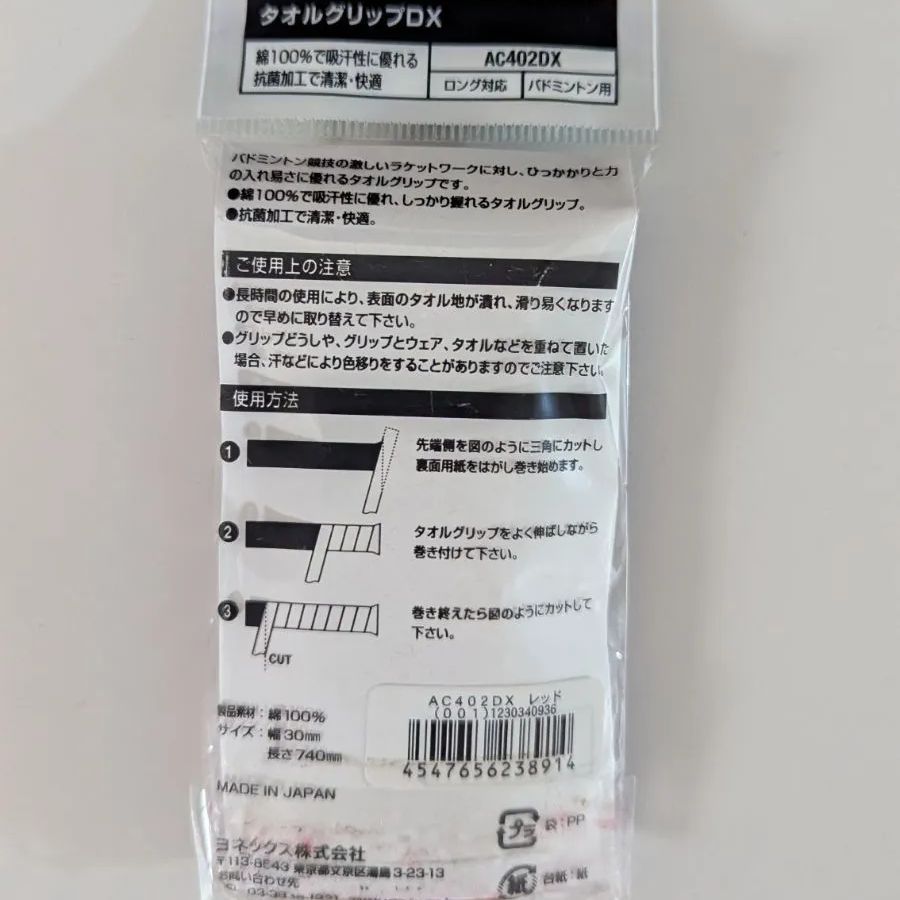 タオルグリップDX
綿100%で吸汗性に優れる
抗菌加工で清潔・快適
AC402DX
ロング対応
バドミントン用
バドミントン競技の激しいラケットワークに対し、ひっかかりと力
の入れ易さに優れるタオルグリップです。
●綿100%で吸汗性に優れ、しっかり握れるタオルグリップ。
●抗菌加工で清潔・快適。
ご使用上の注意
●長時間の使用により、表面のタオル地が潰れ、滑り易くなります
ので早めに取り替えて下さい。
●グリップどうしや、グリップとウェア、タオルなどを重ねて置いた
場合、汗などにより色移りをすることがありますのでご注意下さい。
使用方法
1
先端側を図のように三角にカットし
裏面用紙をはがし巻き始めます。
2
タオルグリップをよく伸ばしながら
巻き付けて下さい。
3
巻き終えたら図のようにカットして
下さい。
CUT
製品素材：綿100%
サイズ：幅30mm
長さ740mm
AC402DX レッド
(001)1230340936
4547656238914
MADE IN JAPAN
プラ
袋：PP
ヨネックス株式会社
〒113-8543 東京都文京区湯島3-23-13
お問い合わせ先
紙
台紙：紙